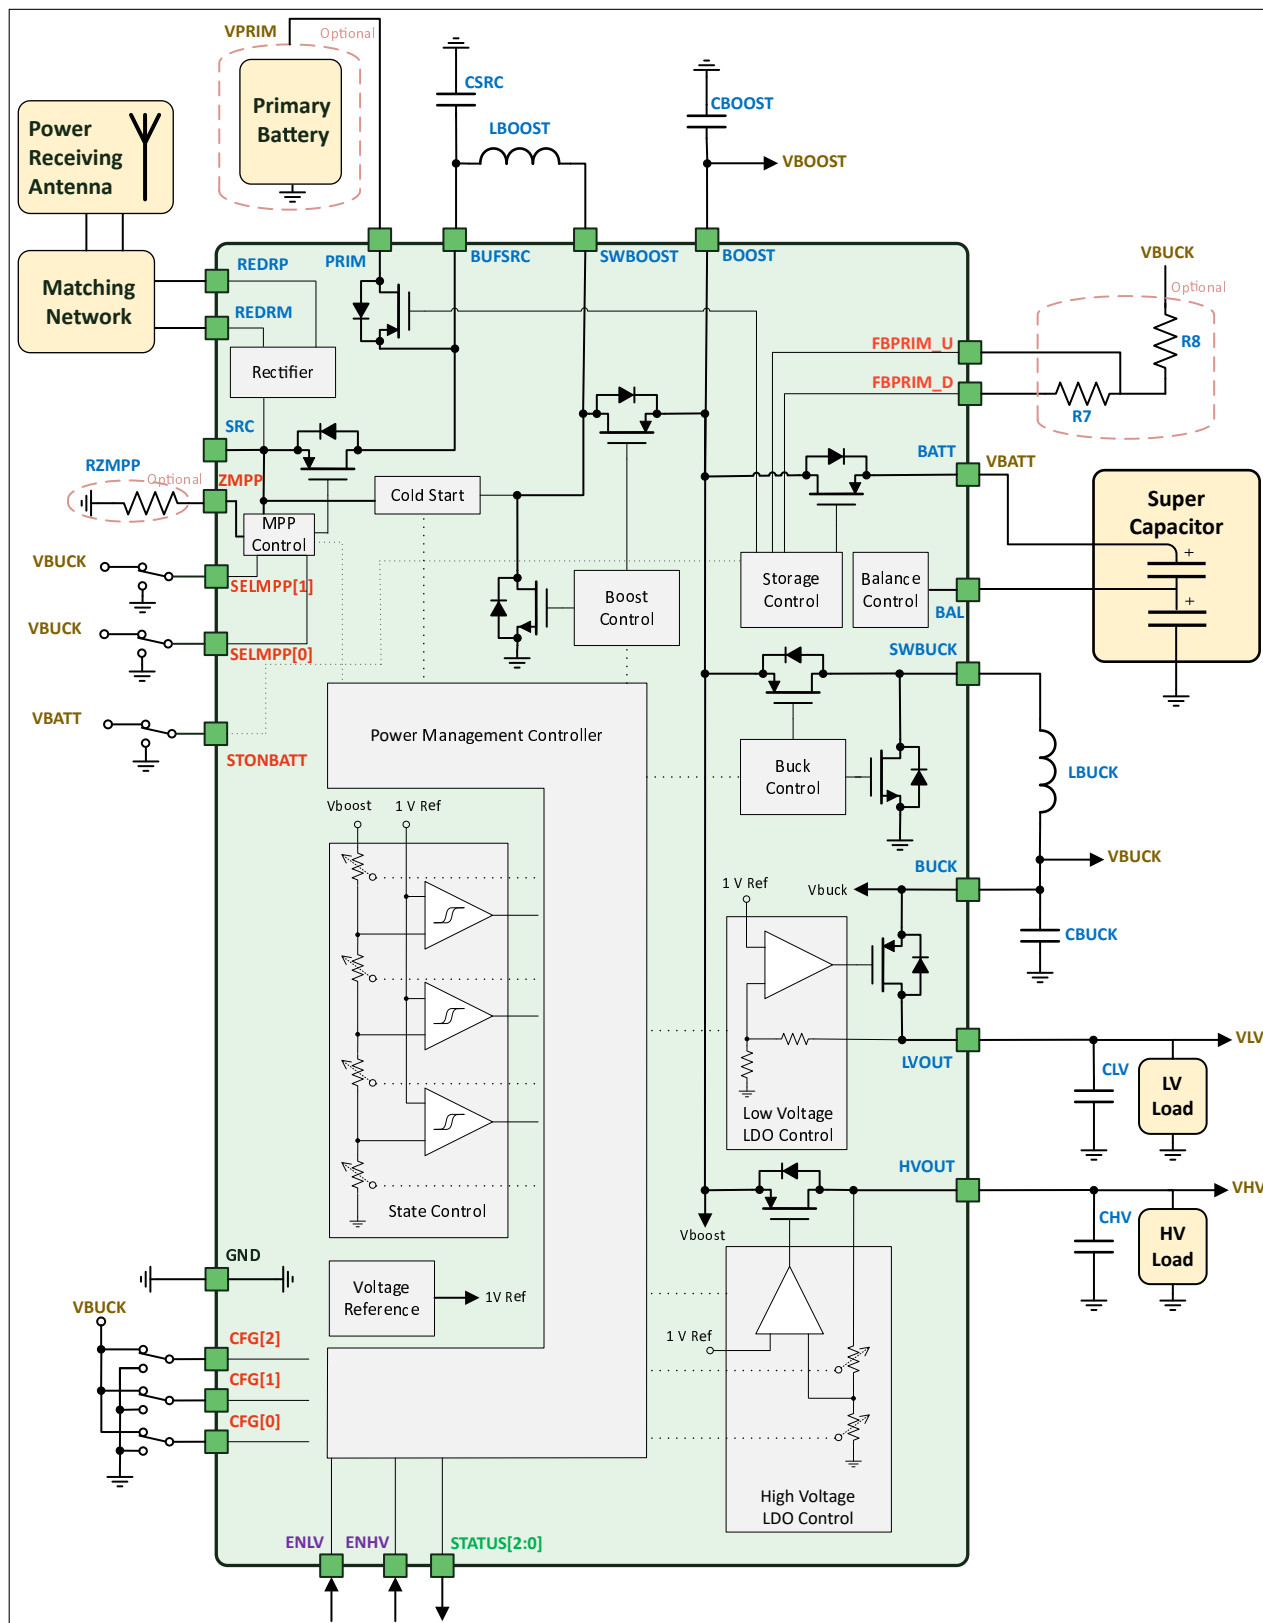 VPRIM
Optional
Primary
Battery
CSRC
LBOOST
CBOOST
VBOOST
Power
Receiving
Antenna
Matching
Network
REDRP
REDRM
PRIM
BUFSRC
SWBOOST
BOOST
VBUCK
Optional
R8
R7
FBPRIM_U
FBPRIM_D
Rectifier
SRC
RZMPP
Optional
ZMPP
MPP
Control
Cold Start
BATT
VBATT
Super
Capacitor
+
+
VBUCK
SELMPP[1]
VBUCK
SELMPP[0]
Boost
Control
Storage
Control
Balance
Control
BAL
SWBUCK
VBATT
STONBATT
Power Management Controller
Buck
Control
LBUCK
VBUCK
BUCK
CBUCK
Vboost
1 V Ref
1 V Ref
Vbuck
LVOUT
VLV
CLV
LV
Load
Low Voltage
LDO Control
State Control
HVOUT
VHV
CHV
HV
Load
Vboost
GND
Voltage
Reference
1V Ref
VBUCK
CFG[2]
CFG[1]
CFG[0]
1 V Ref
High Voltage
LDO Control
ENLV
ENHV
STATUS[2:0]